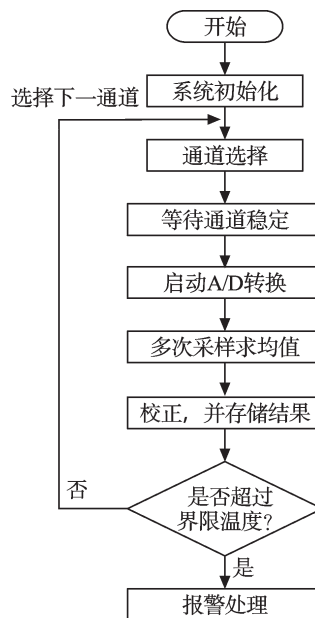 开始
选择下一通道
系统初始化
通道选择
等待通道稳定
启动A/D转换
多次采样求均值
校正，并存储结果
是否超过
界限温度?
否
是
报警处理